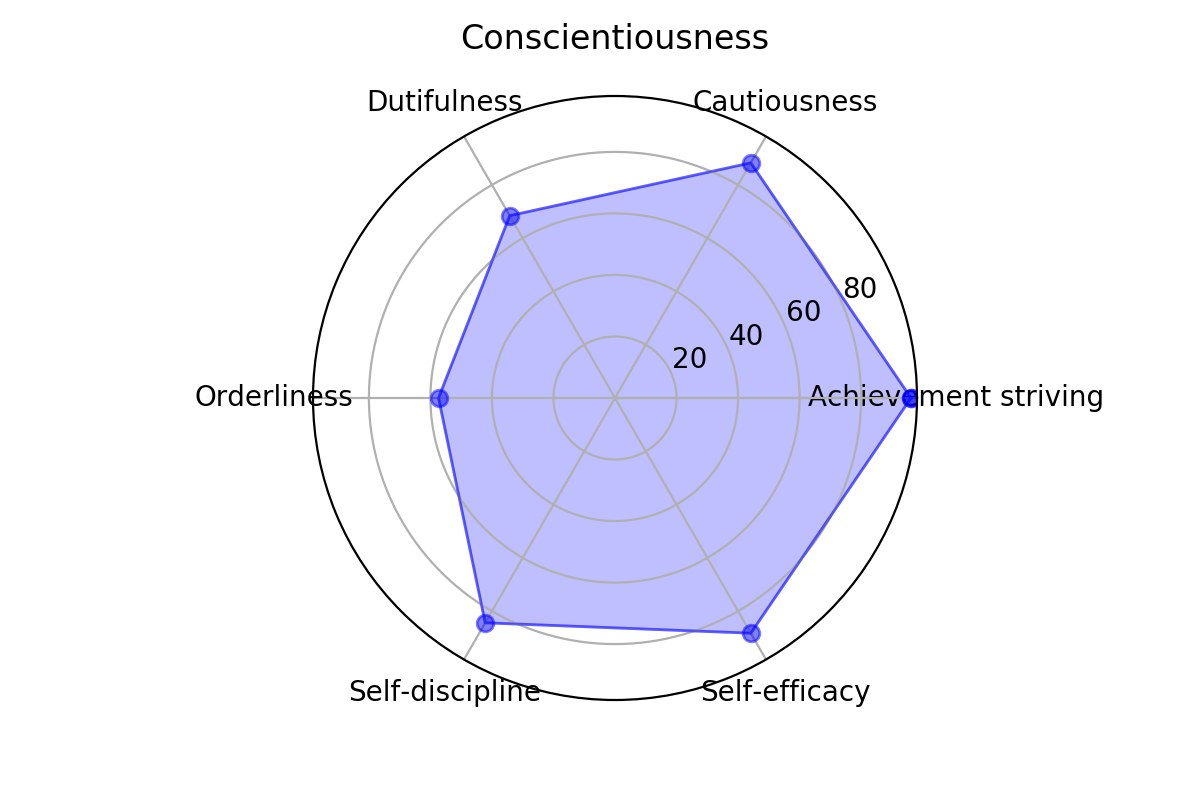 Conscientiousness
Dutifulness
Cautiousness
80
60
40
20
Orderliness
Achievement striving
Self-discipline
Self-efficacy